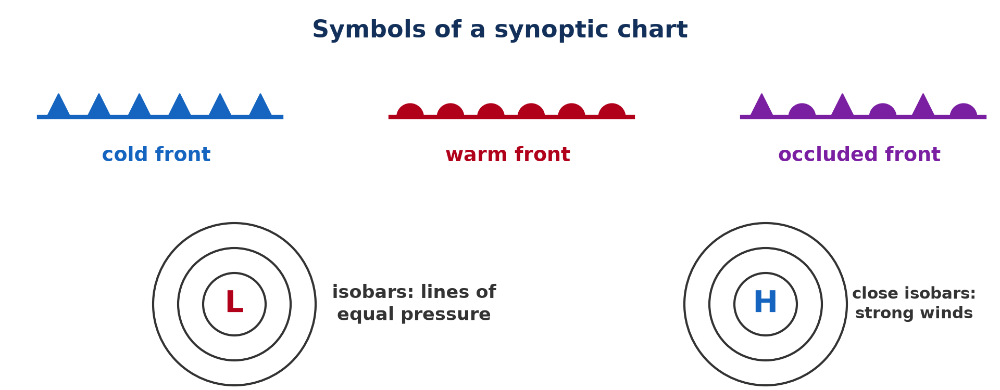 Symbols of a synoptic chart
cold front
warm front
occluded front
L
isobars: lines of
equal pressure
H
close isobars:
strong winds